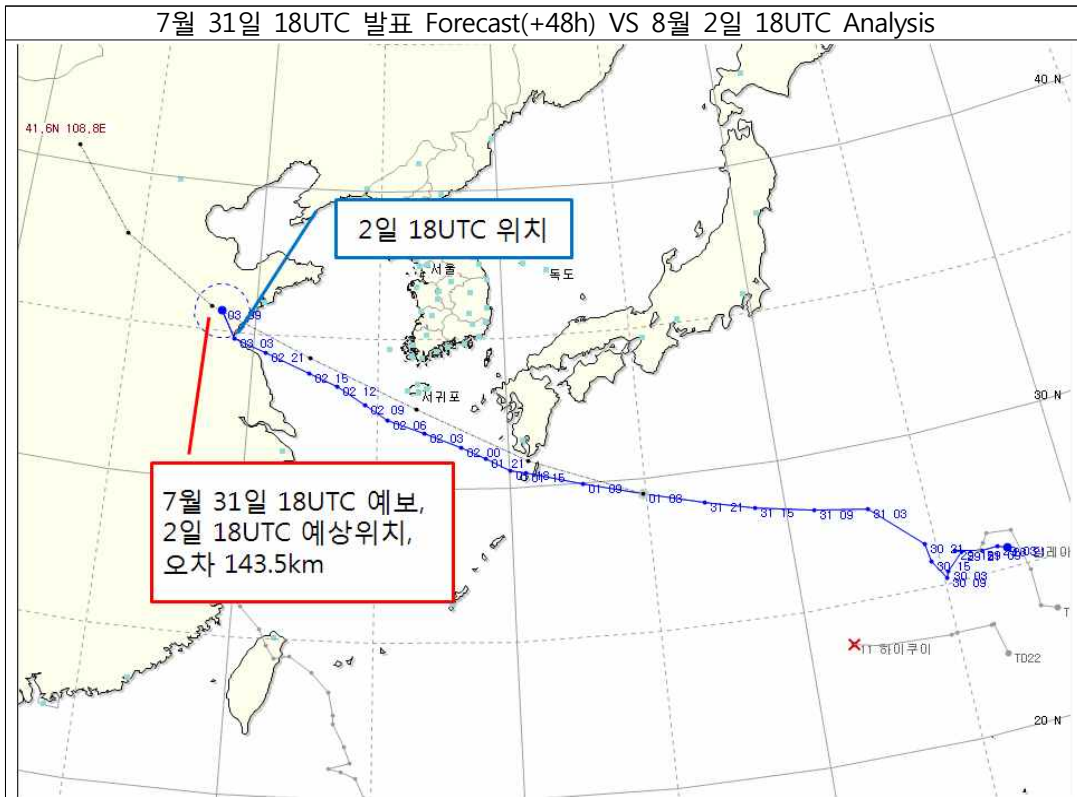 7월 31일 18UTC 발표 Forecast(+48h) VS 8월 2일 18UTC Analysis
40 N
41.6N 108.8E
2일 18UTC 위치
서울
독도
03 03
02 21
02 15
02 12
서귀포
02 09
02 06
02 03
02 00
01 21
01 15
01 09
01 03
31 21
31 15
31 09
31 03
30 N
7월 31일 18UTC 예보,
2일 18UTC 예상위치,
오차 143.5km
30 21
30 15
30 03
30 09
T
11 하이쿠이
TD22
20 N